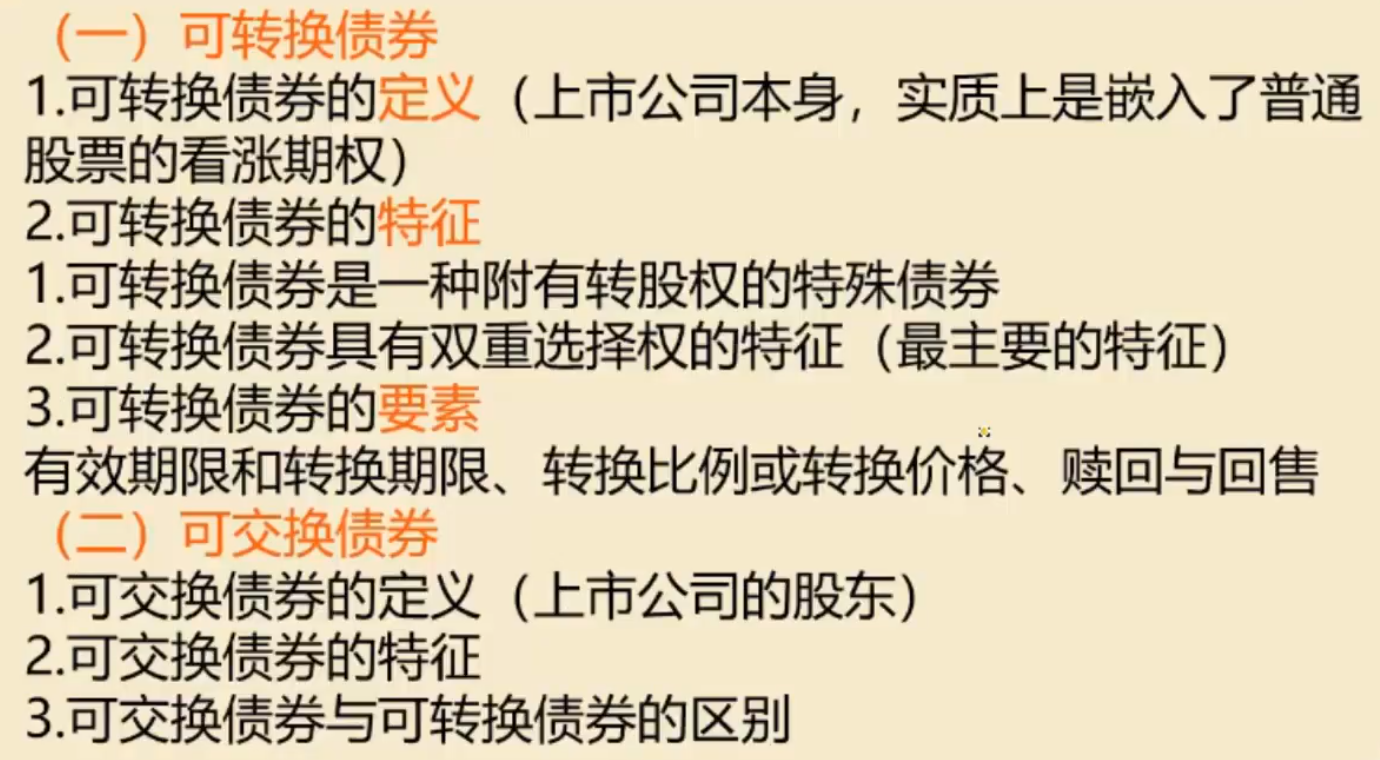 （一）可转换债券
1.可转换债券的定义（上市公司本身，实质上是嵌入了普通
股票的看涨期权）
2.可转换债券的特征
1.可转换债券是一种附有转股权的特殊债券
2.可转换债券具有双重选择权的特征（最主要的特征）
3.可转换债券的要素
有效期限和转换期限、转换比例或转换价格、赎回与回售
（二）可交换债券
1.可交换债券的定义（上市公司的股东）
2.可交换债券的特征
3.可交换债券与可转换债券的区别